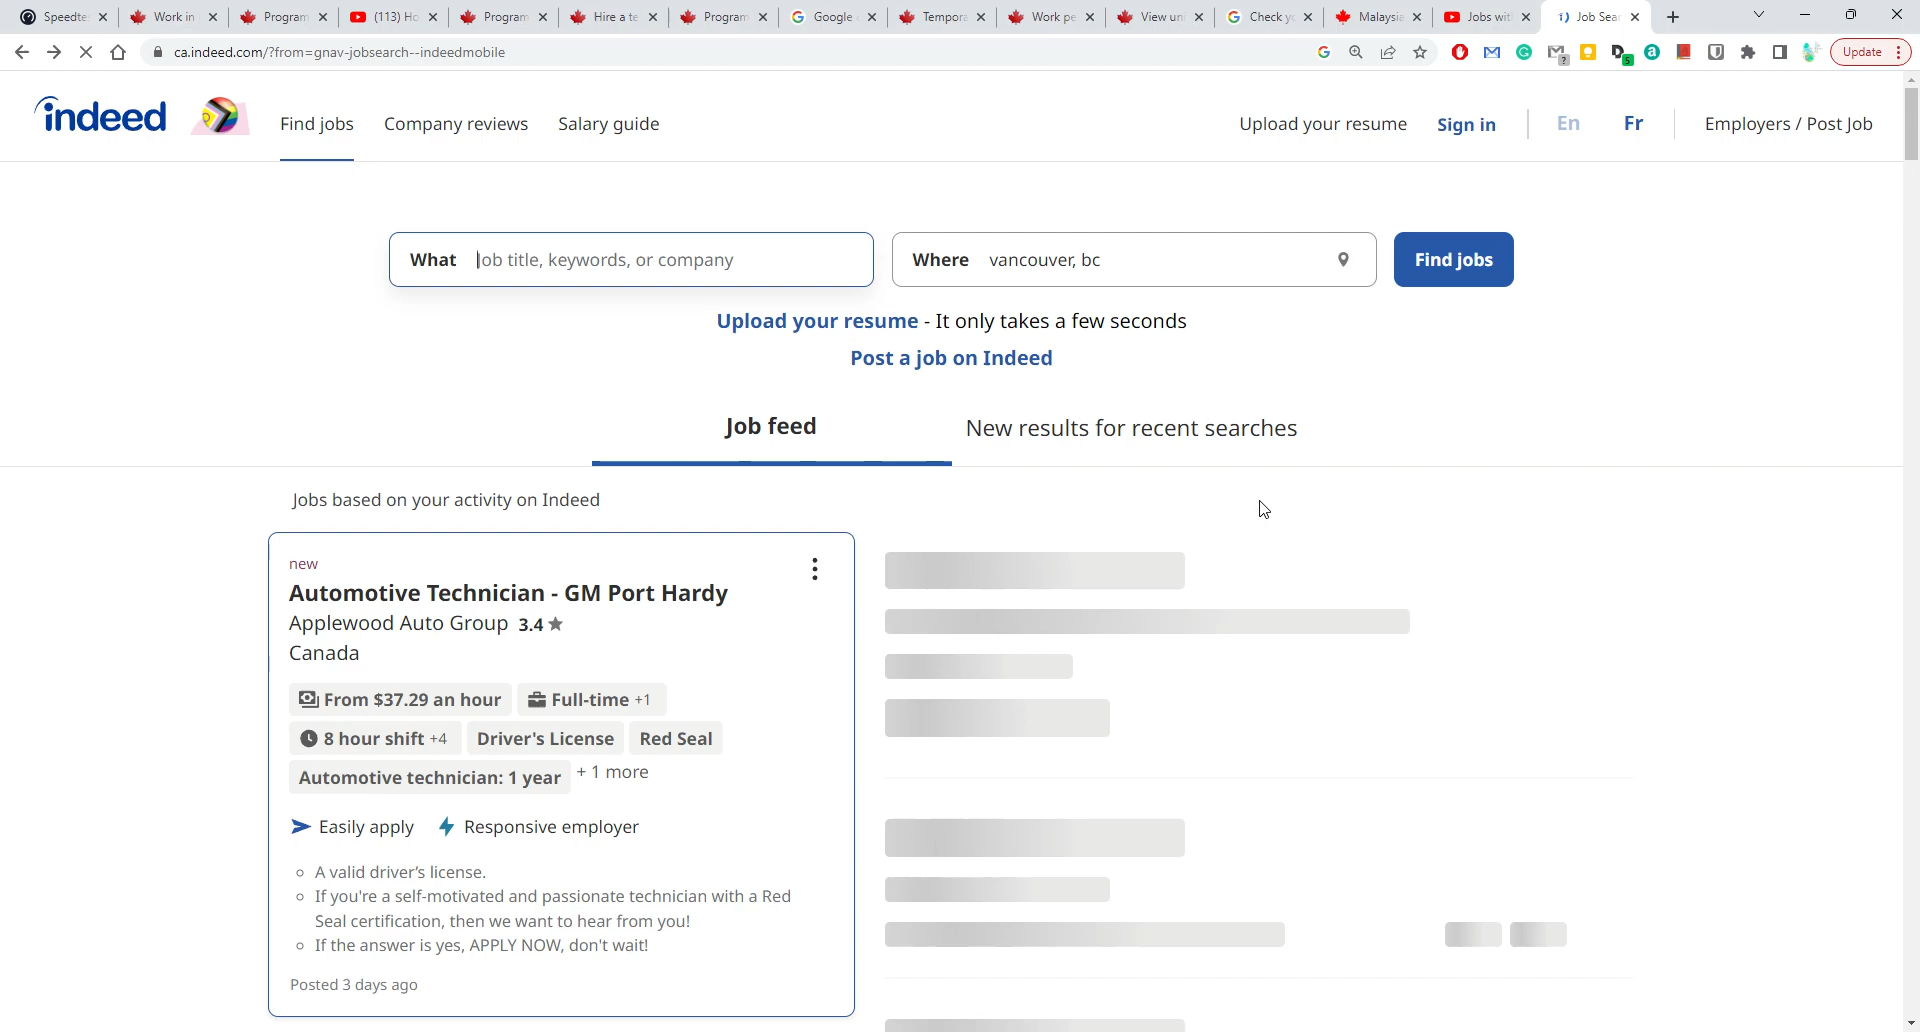 Speedte
Work in
Program
(113) Ho
Program
Hire a te
Program
Google
Tempora
Work pe
View uni
Check yo
Malaysia
Jobs wit
Job Sear
ca.indeed.com/?from=gnav-jobsearch--indeedmobile
Update
indeed
Find jobs
Company reviews
Salary guide
Upload your resume
Sign in
En
Fr
Employers / Post Job
What Job title, keywords, or company
Where vancouver, bc
Find jobs
Upload your resume - It only takes a few seconds
Post a job on Indeed
Job feed
New results for recent searches
Jobs based on your activity on Indeed
new
Automotive Technician - GM Port Hardy
Applewood Auto Group 3.4
Canada
From $37.29 an hour
Full-time +1
8 hour shift +4
Driver's License
Red Seal
Automotive technician: 1 year
+ 1 more
Easily apply
Responsive employer
A valid driver's license.
If you're a self-motivated and passionate technician with a Red
Seal certification, then we want to hear from you!
If the answer is yes, APPLY NOW, don't wait!
Posted 3 days ago